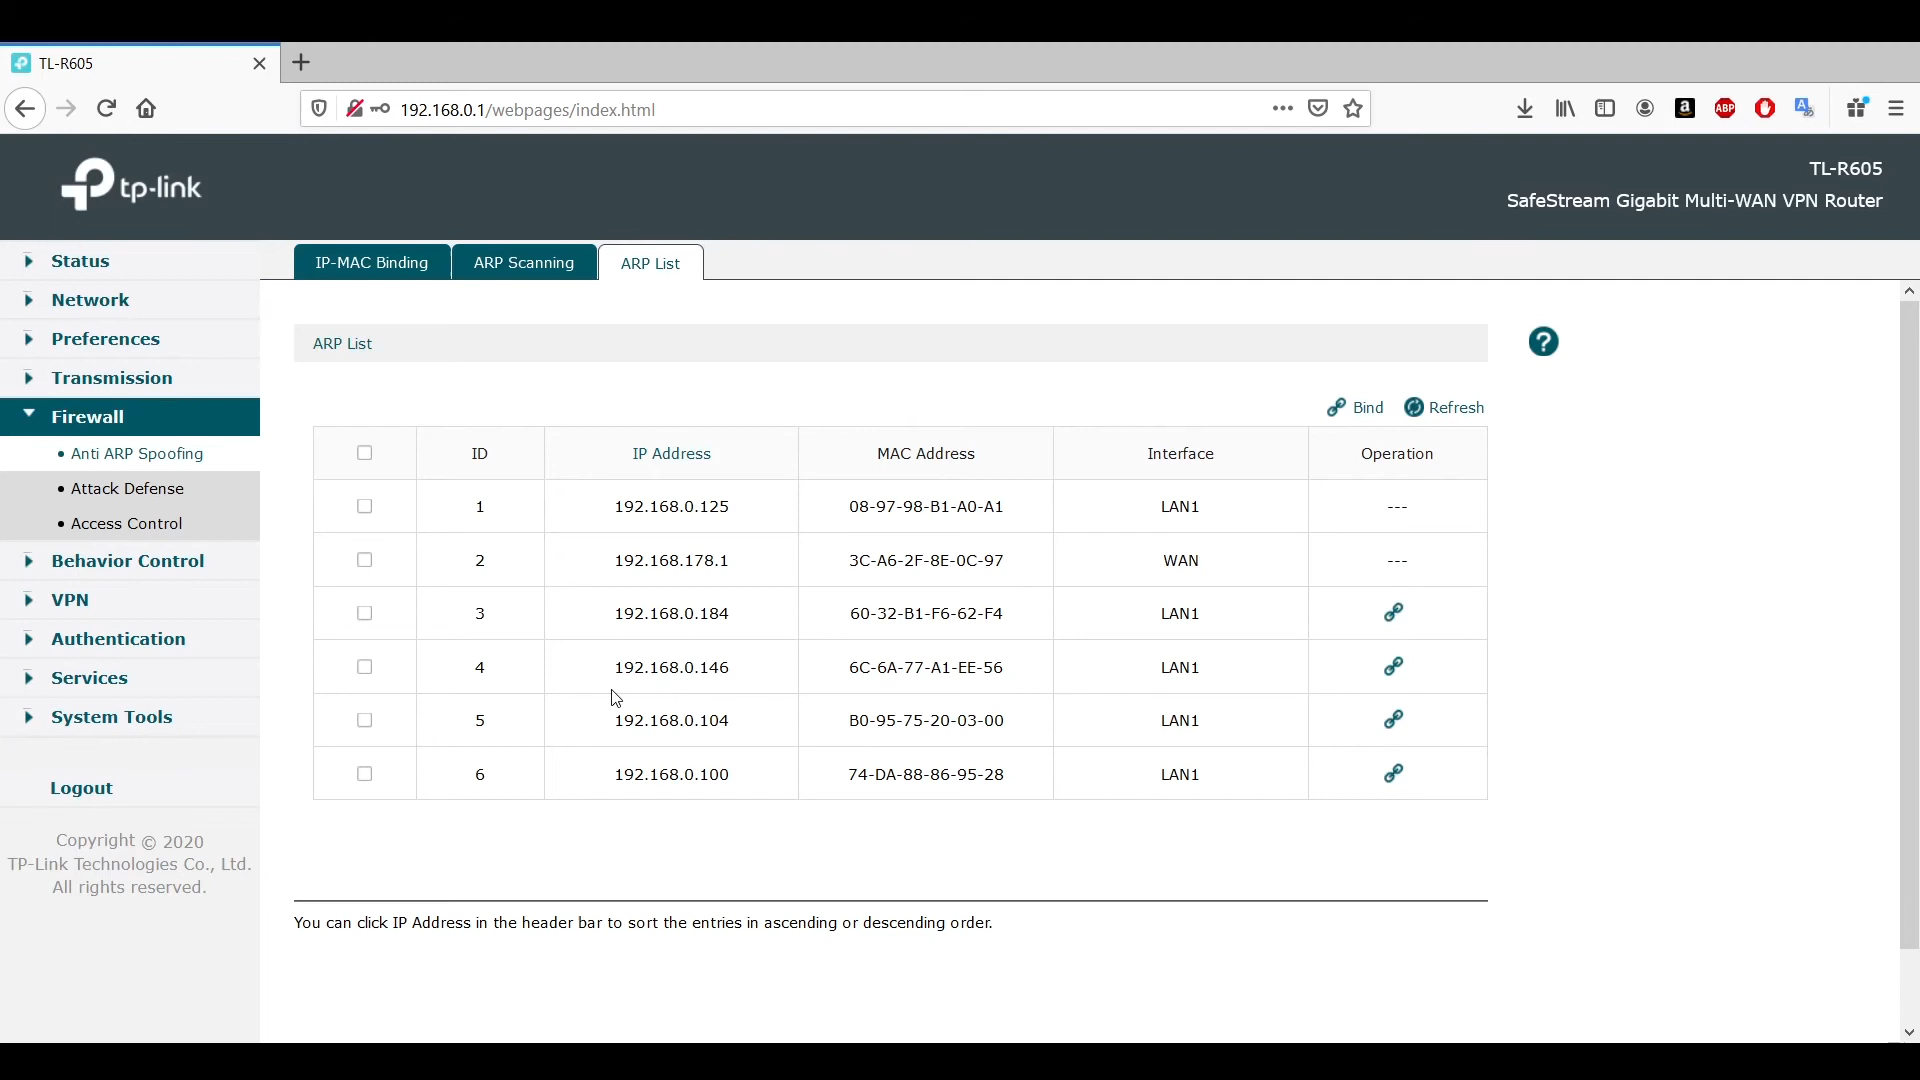 TL-R605
192.168.0.1/webpages/index.html
a
ABP
A
tp-link
TL-R605
SafeStream Gigabit Multi-WAN VPN Router
Status
Network
Preferences
Transmission
Firewall
Anti ARP Spoofing
Attack Defense
Access Control
Behavior Control
VPN
Authentication
Services
System Tools
Logout
Copyright © 2020
TP-Link Technologies Co., Ltd.
All rights reserved.
IP-MAC Binding ARP Scanning ARP List
ARP List
?
Bind Refresh
ID IP Address MAC Address Interface Operation
1 192.168.0.125 08-97-98-B1-A0-A1 LAN1 ---
2 192.168.178.1 3C-A6-2F-8E-0C-97 WAN ---
3 192.168.0.184 60-32-B1-F6-62-F4 LAN1
4 192.168.0.146 6C-6A-77-A1-EE-56 LAN1
5 192.168.0.104 B0-95-75-20-03-00 LAN1
6 192.168.0.100 74-DA-88-86-95-28 LAN1
You can click IP Address in the header bar to sort the entries in ascending or descending order.